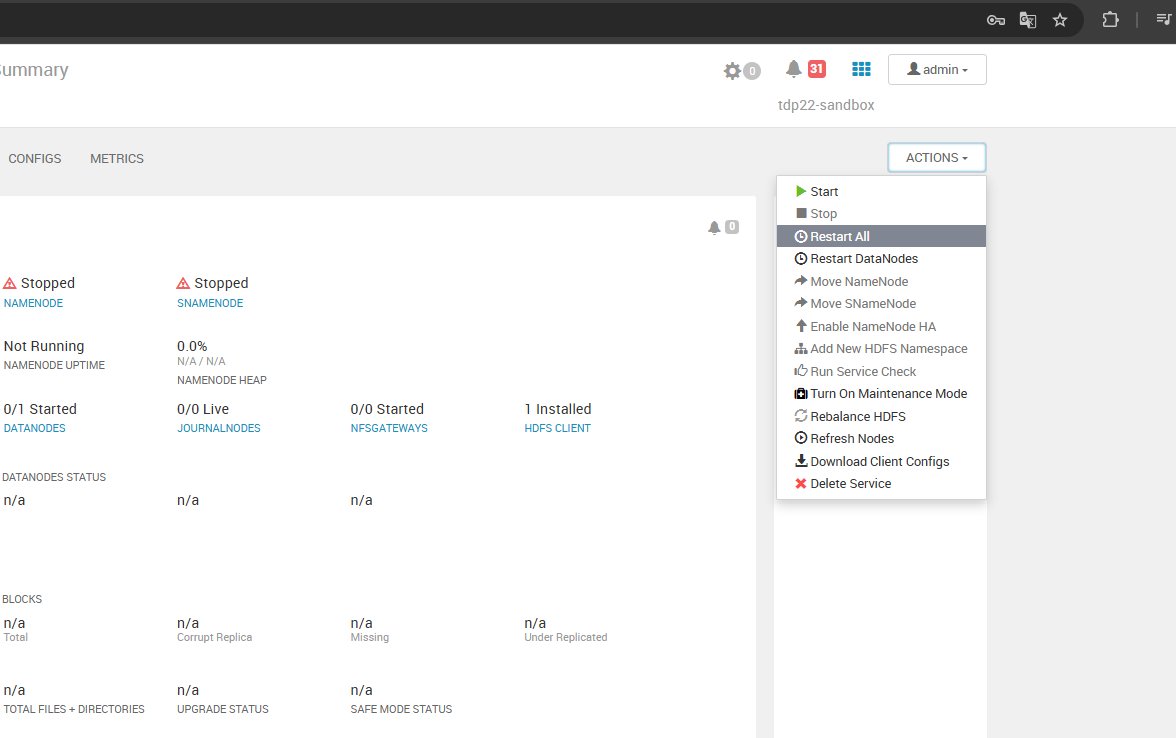 Summary
0
31
admin
tdp22-sandbox
CONFIGS
METRICS
ACTIONS
Start
Stop
Restart All
Restart DataNodes
Move NameNode
Move SNameNode
Enable NameNode HA
Add New HDFS Namespace
Run Service Check
Turn On Maintenance Mode
Rebalance HDFS
Refresh Nodes
Download Client Configs
Delete Service
0
Stopped
NAMENODE
Stopped
SNAMENODE
Not Running
NAMENODE UPTIME
0.0%
N/A / N/A
NAMENODE HEAP
0/1 Started
DATANODES
0/0 Live
JOURNALNODES
0/0 Started
NFSGATEWAYS
1 Installed
HDFS CLIENT
DATANODES STATUS
n/a
n/a
n/a
BLOCKS
n/a
Total
n/a
Corrupt Replica
n/a
Missing
n/a
Under Replicated
n/a
TOTAL FILES + DIRECTORIES
n/a
UPGRADE STATUS
n/a
SAFE MODE STATUS